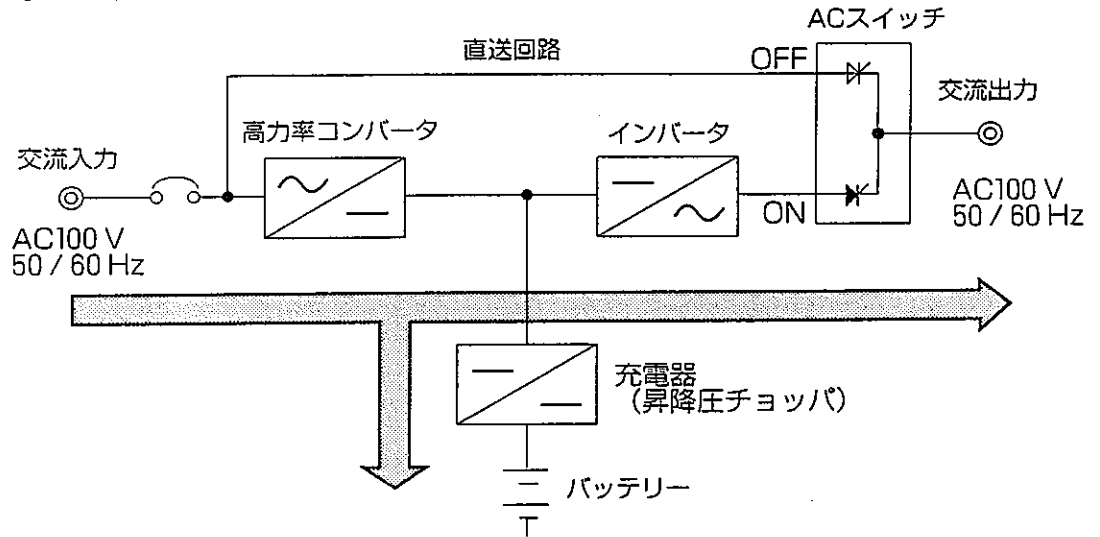 ACスイッチ
直送回路
OFF
交流出力
高力率コンバータ
インバータ
交流入力
ON
AC100 V
50 / 60 Hz
AC100 V
50 / 60 Hz
充電器
(昇降圧チョッパ)
バッテリー